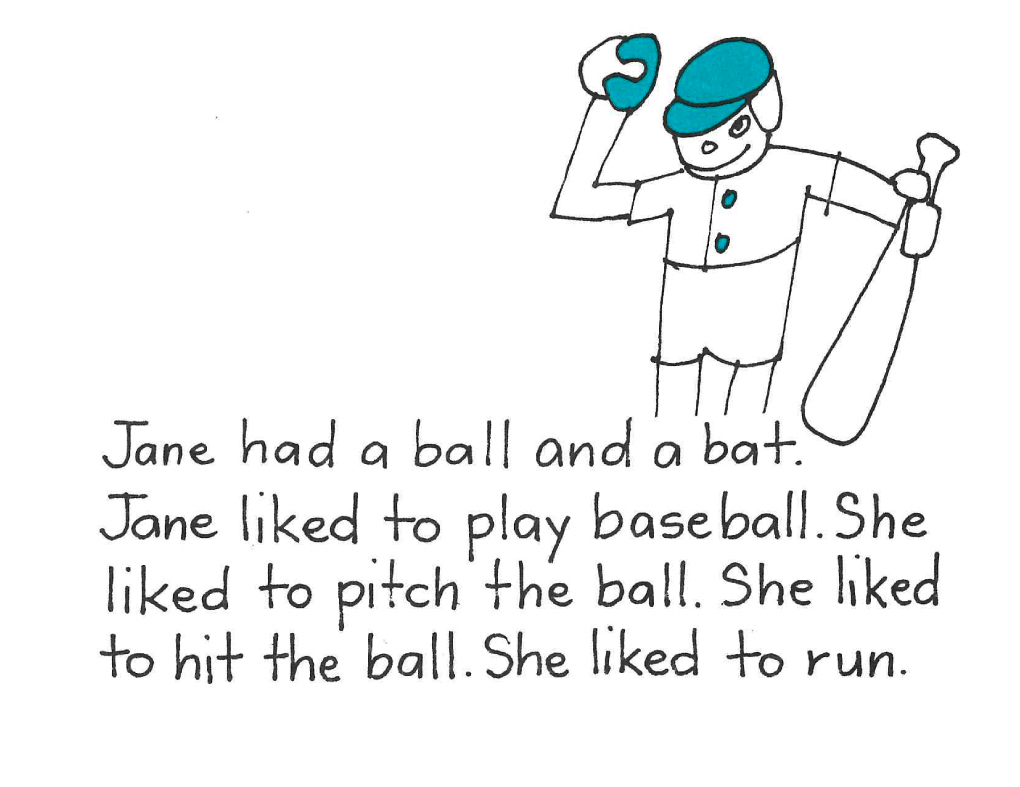 Jane had a ball and a bat.
Jane liked to play baseball. She
liked to pitch the ball. She liked
to hit the ball. She liked to run.